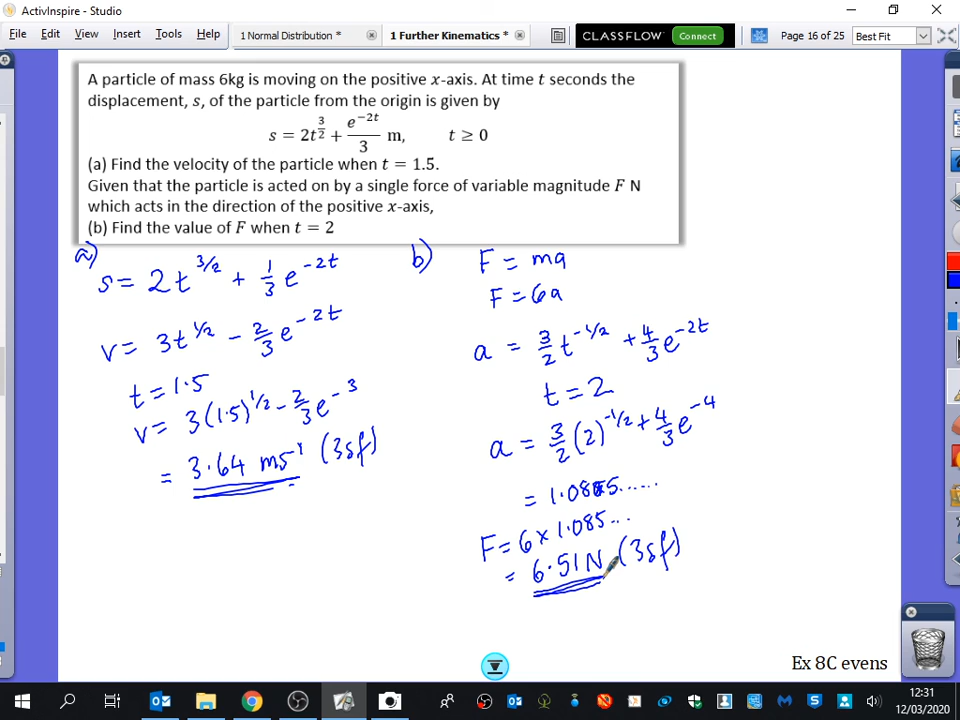 ActivInspire - Studio
File Edit View Insert Tools Help
1 Normal Distribution *
1 Further Kinematics *
CLASSFLOW
Connect
Page 16 of 25
Best Fit
A particle of mass 6kg is moving on the positive x-axis. At time t seconds the
displacement, s, of the particle from the origin is given by
s = 2t^(3/2) + e^(−2t)/3 m, t ≥ 0
(a) Find the velocity of the particle when t = 1.5.
Given that the particle is acted on by a single force of variable magnitude F N
which acts in the direction of the positive x-axis,
(b) Find the value of F when t = 2
a)
s = 2t^(3/2) + 1/3 e^(−2t)
v = 3t^(1/2) − 2/3 e^(−2t)
t = 1.5
v = 3(1.5)^(1/2) − 2/3 e^(−3)
= 3.64 ms^(-1) (3sf)
b)
F = ma
F = 6a
a = 3/2 t^(−1/2) + 4/3 e^(−2t)
t = 2
a = 3/2 (2)^(−1/2) + 4/3 e^(−4)
F = 6 × 1.085...
= 6.51N (3sf)
Ex 8C evens
12:31
12/03/2020